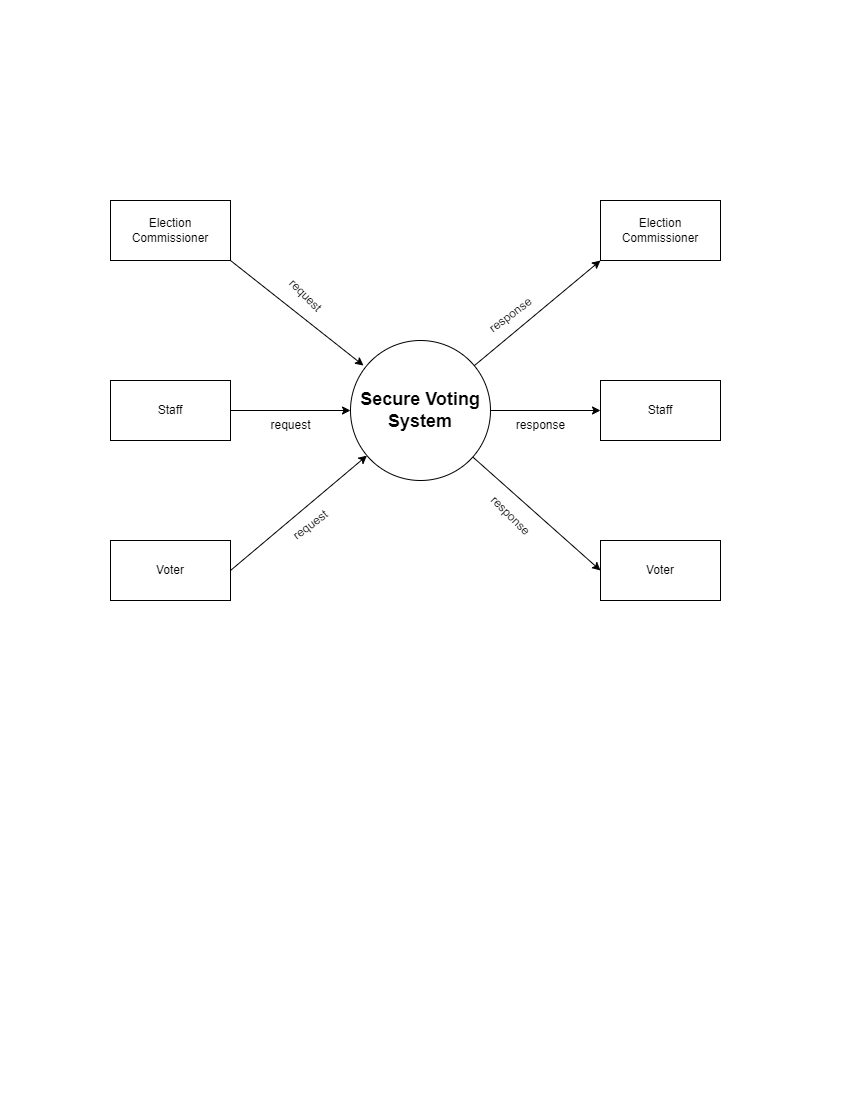 Election
Commissioner
Election
Commissioner
request
response
Secure Voting
System
Staff
Staff
request
response
request
response
Voter
Voter